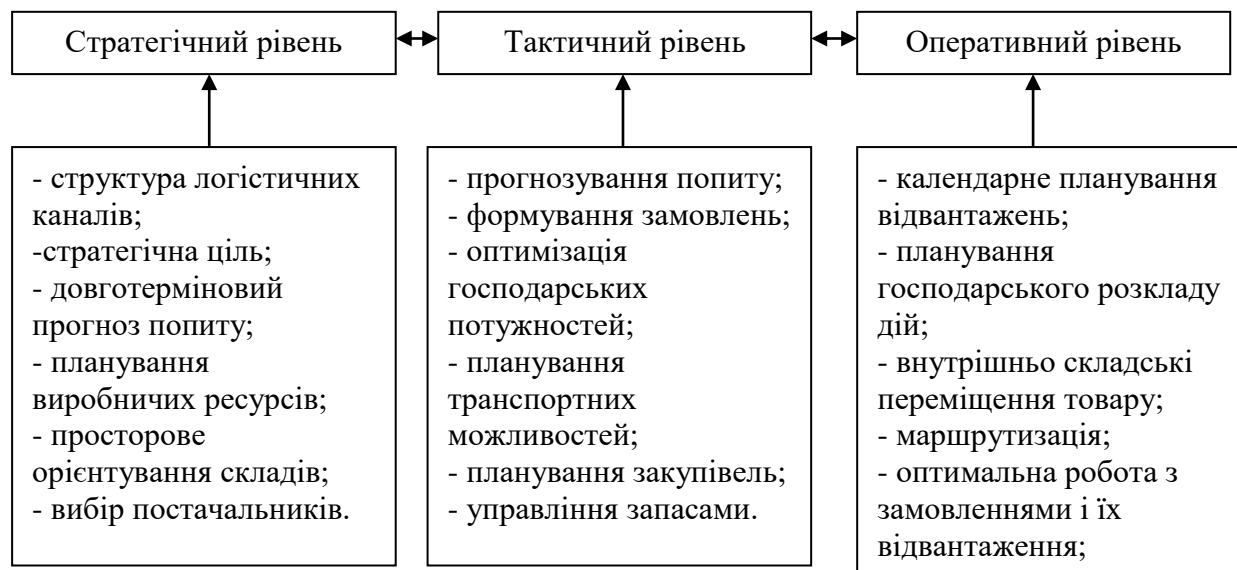 Стратегічний рівень
Тактичний рівень
Оперативний рівень
- структура логістичних
каналів;
-стратегічна ціль;
- довготерміновий
прогноз попиту;
- планування
виробничих ресурсів;
- просторове
орієнтування складів;
- вибір постачальників.
- прогнозування попиту;
- формування замовлень;
- оптимізація
господарських
потужностей;
- планування
транспортних
можливостей;
- планування закупівель;
- управління запасами.
- календарне планування
відвантажень;
- планування
господарського розкладу
дій;
- внутрішньо складські
переміщення товару;
- маршрутизація;
- оптимальна робота з
замовленнями і їх
відвантаження;